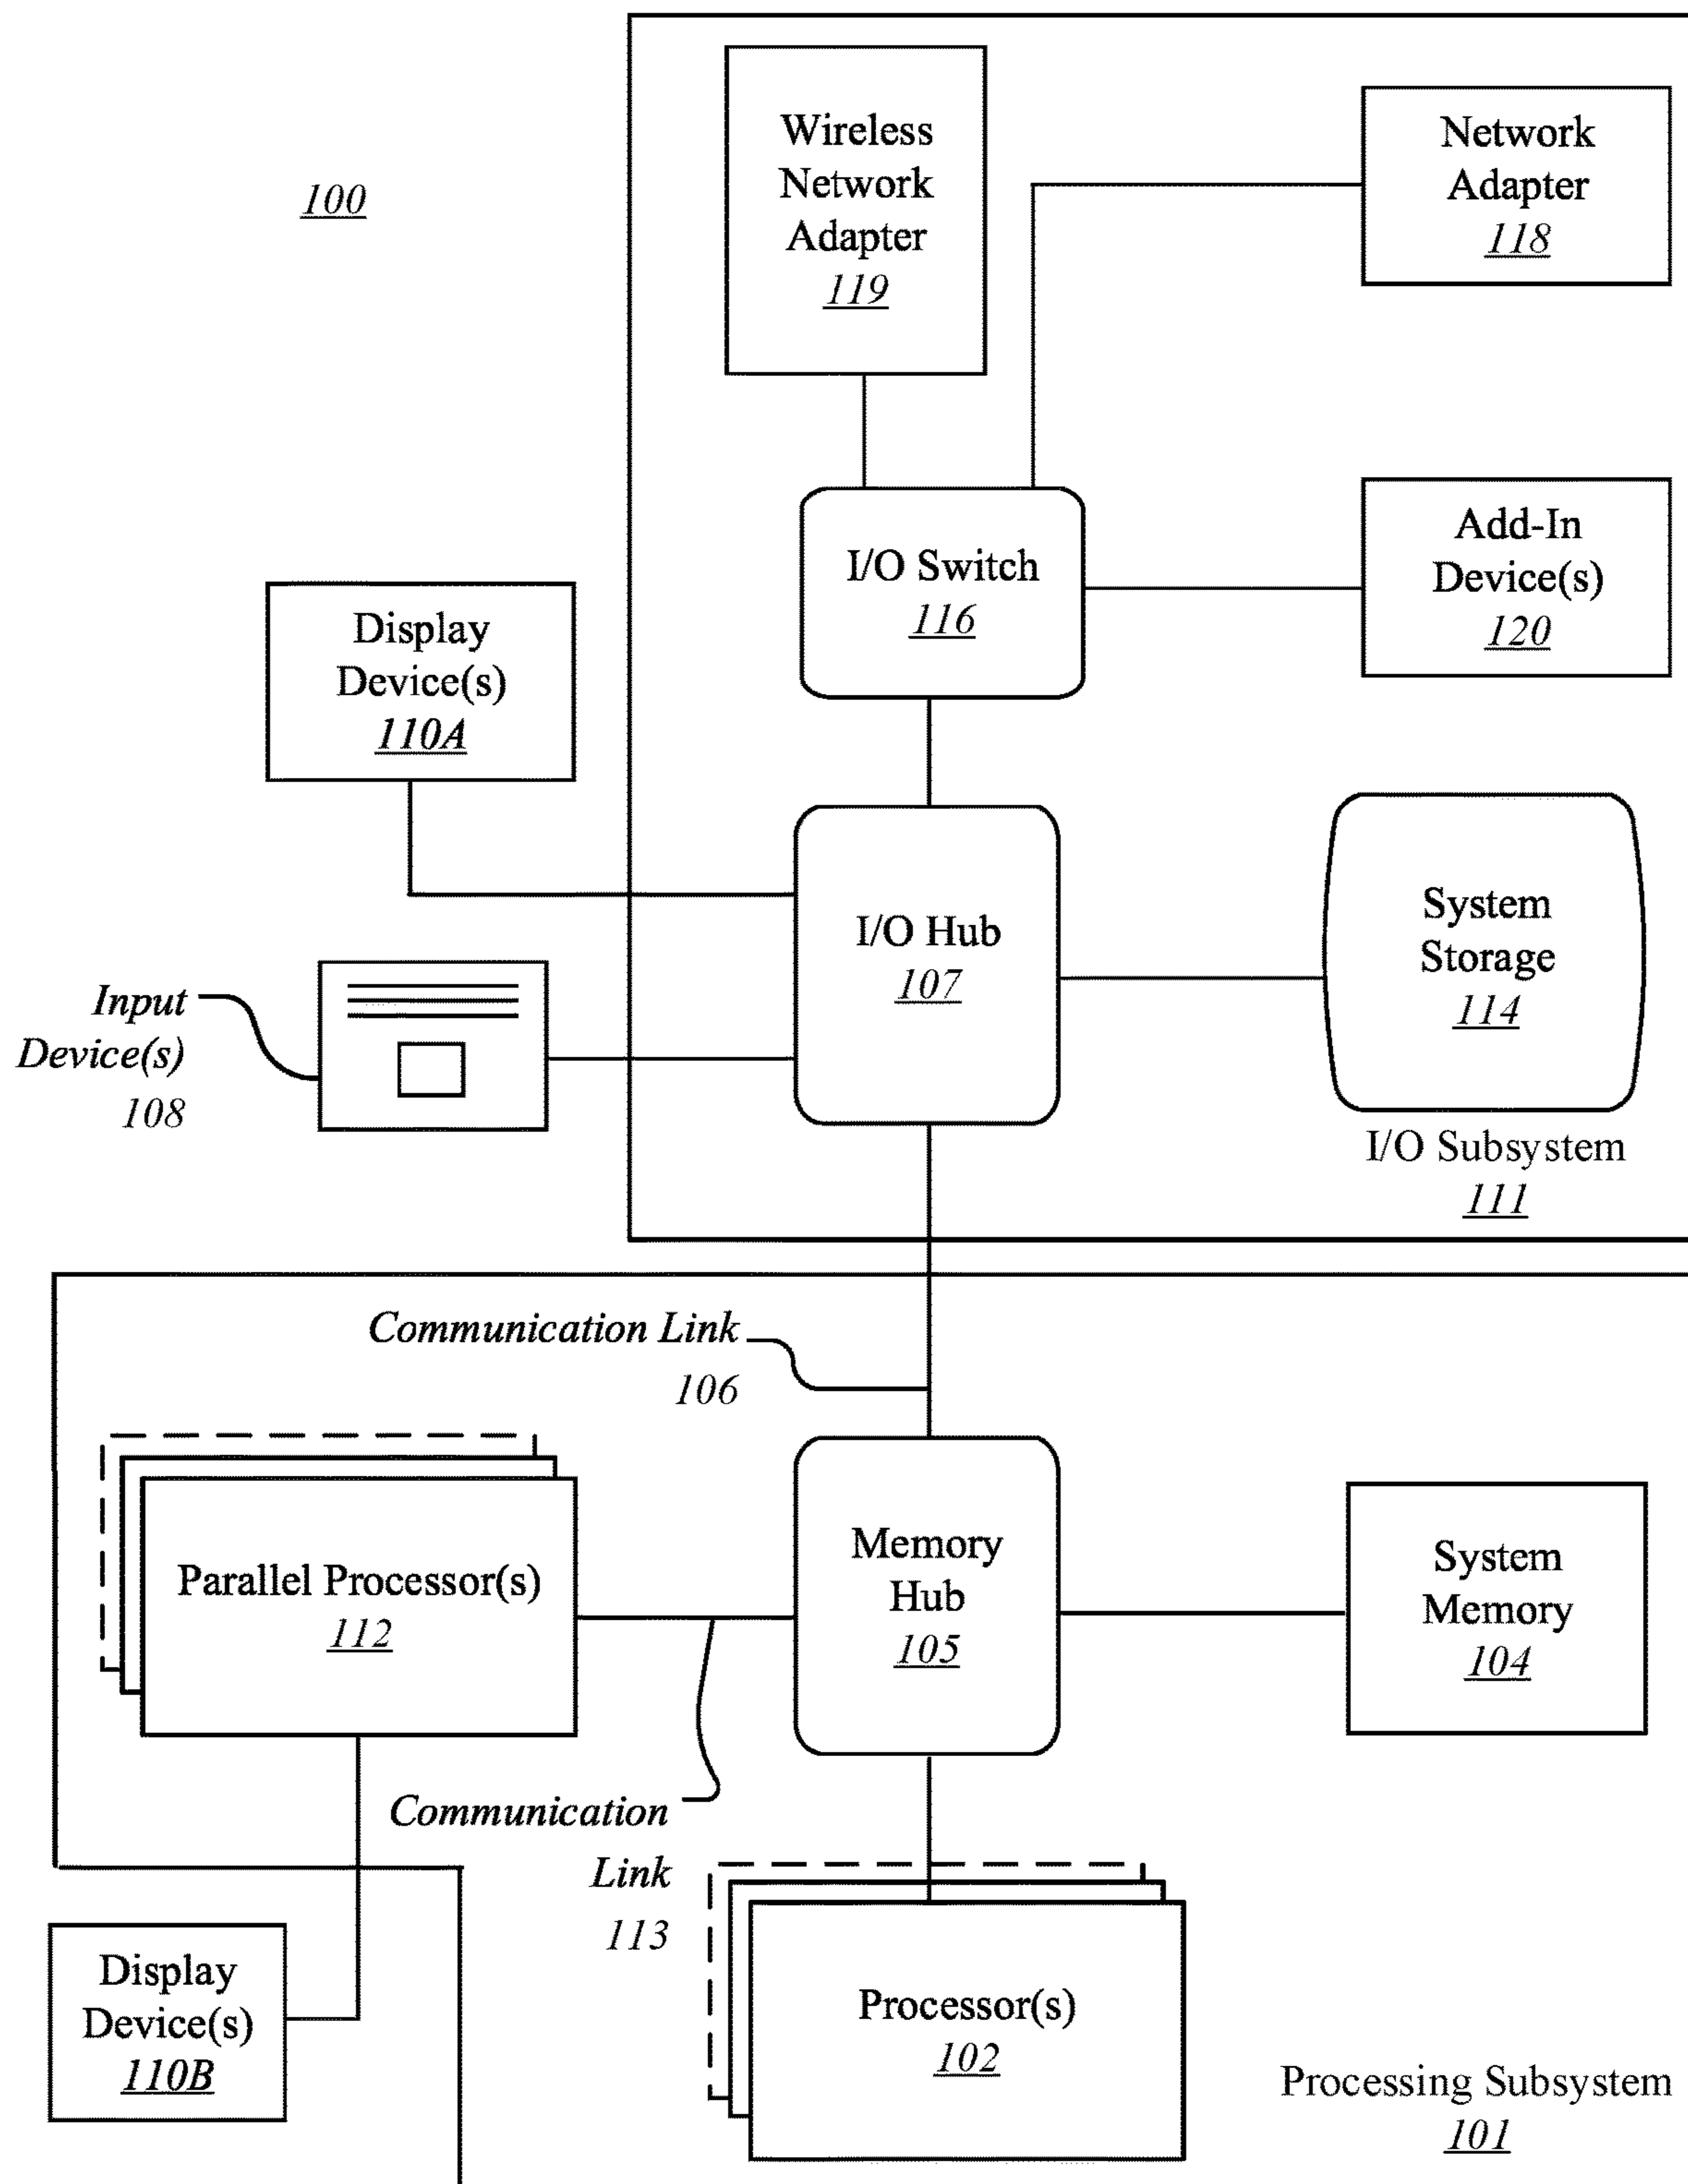 100
Wireless
Network
Adapter
119
Network
Adapter
118
I/O Switch
116
Add-In
Device(s)
120
Display
Device(s)
110A
I/O Hub
107
System
Storage
114
Input
Device(s)
108
I/O Subsystem
111
Communication Link
106
Parallel Processor(s)
112
Memory
Hub
105
System
Memory
104
Communication
Link
113
Display
Device(s)
110B
Processor(s)
102
Processing Subsystem
101